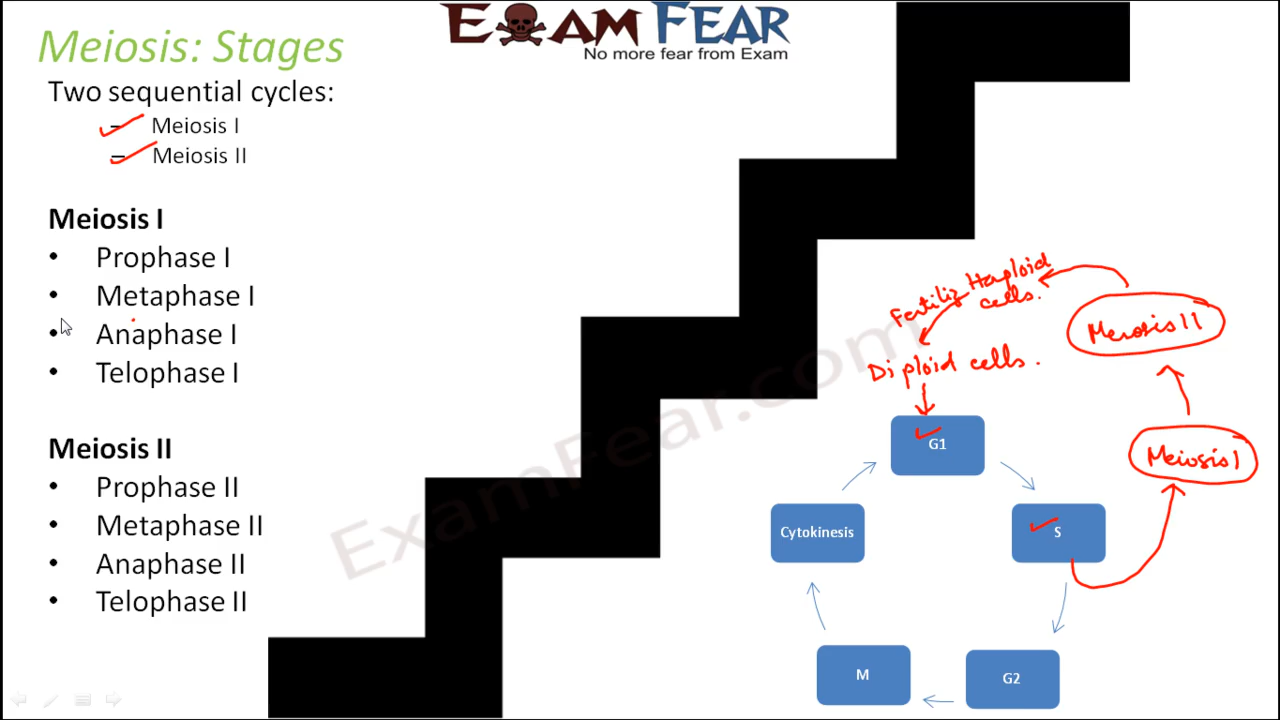 Meiosis: Stages
EXAM FEAR
No more fear from Exam
Two sequential cycles:
– Meiosis I
– Meiosis II
Meiosis I
• Prophase I
• Metaphase I
• Anaphase I
• Telophase I
Meiosis II
• Prophase II
• Metaphase II
• Anaphase II
• Telophase II
Haploid
cells.
Fertiliz
Meiosis II
Diploid cells.
Meiosis I
G1
S
G2
M
Cytokinesis
ExamFear.com